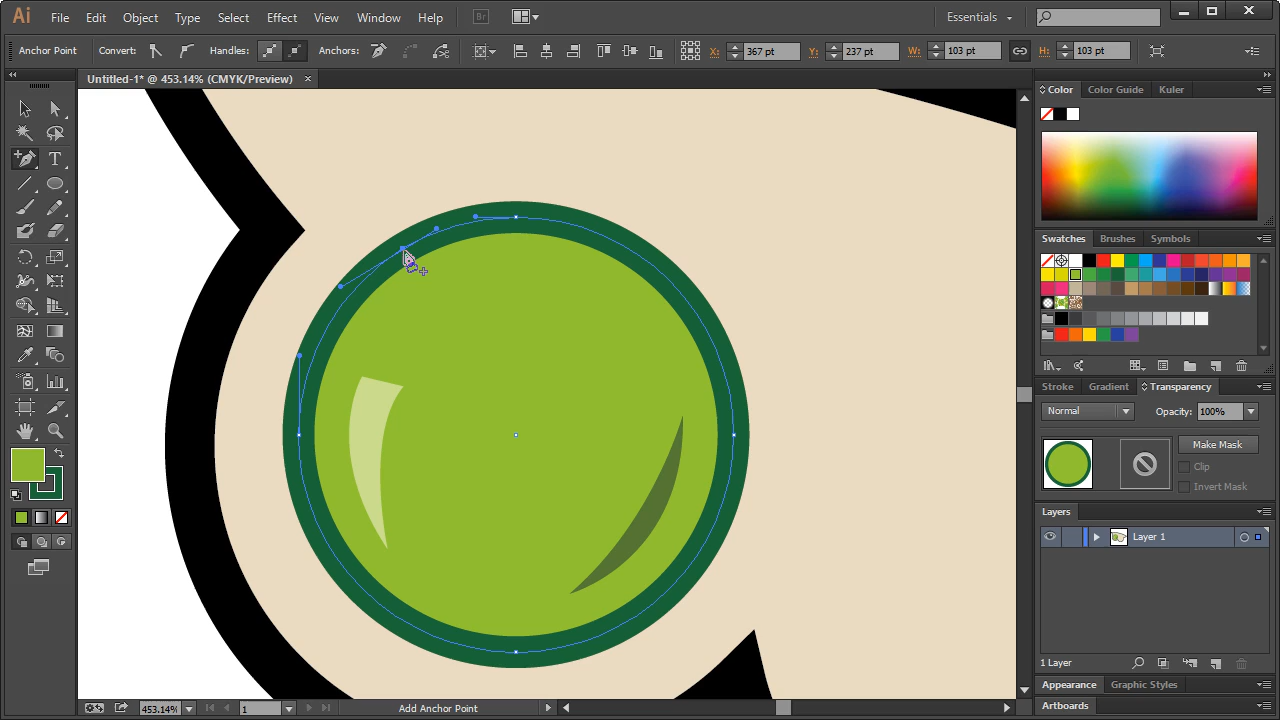 Ai File Edit Object Type Select Effect View Window Help Br Essentials
Anchor Point Convert: Handles: Anchors: X: 367 pt Y: 237 pt W: 103 pt H: 103 pt
Untitled-1* @ 453.14% (CMYK/Preview) ×
Color Color Guide Kuler
Swatches Brushes Symbols
Stroke Gradient Transparency
Normal Opacity: 100%
Make Mask
Clip
Invert Mask
Layers
Layer 1
1 Layer
Appearance Graphic Styles
Artboards
453.14% 1 Add Anchor Point